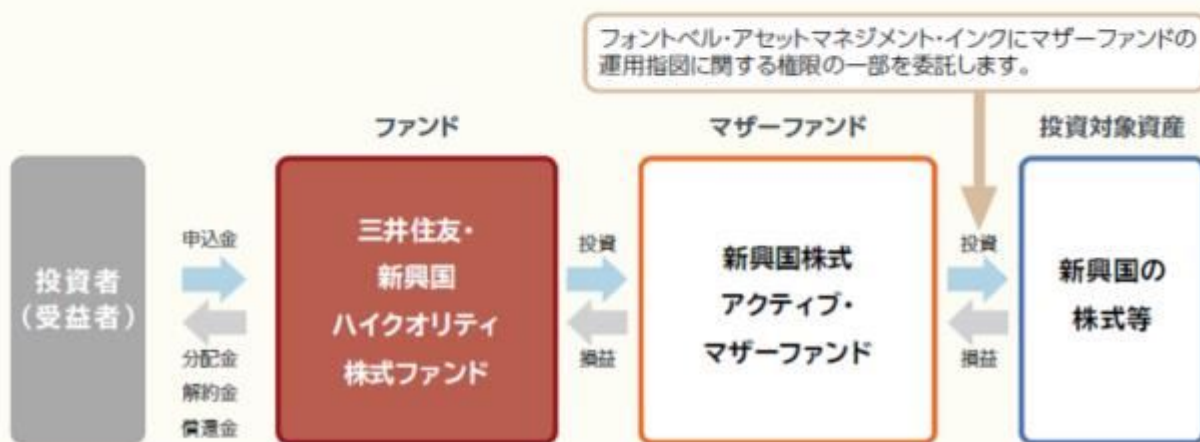 フォントベル・アセットマネジメント・インクにマザーファンドの
運用指図に関する権限の一部を委託します。
ファンド
マザーファンド
投資対象資産
投資者
（受益者）
申込金
分配金
解約金
償還金
三井住友・
新興国
ハイクオリティ
株式ファンド
投資
損益
新興国株式
アクティブ・
マザーファンド
投資
損益
新興国の
株式等